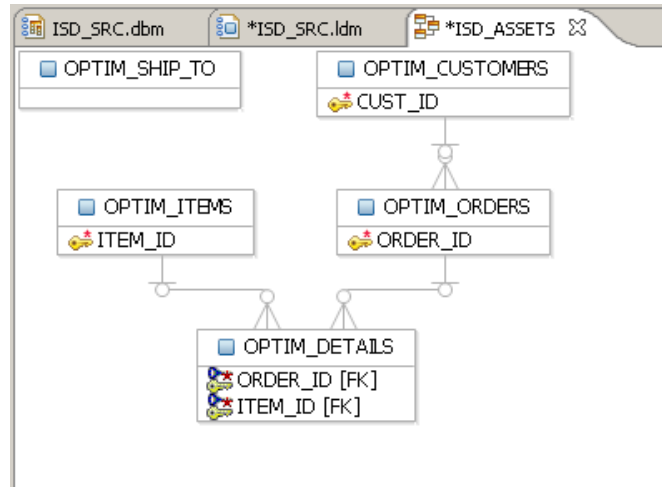 ISD_SRC.dbm
*ISD_SRC.ldm
*ISD_ASSETS
OPTIM_SHIP_TO
OPTIM_CUSTOMERS
CUST_ID
OPTIM_ITEMS
ITEM_ID
OPTIM_ORDERS
ORDER_ID
OPTIM_DETAILS
ORDER_ID [FK]
ITEM_ID [FK]